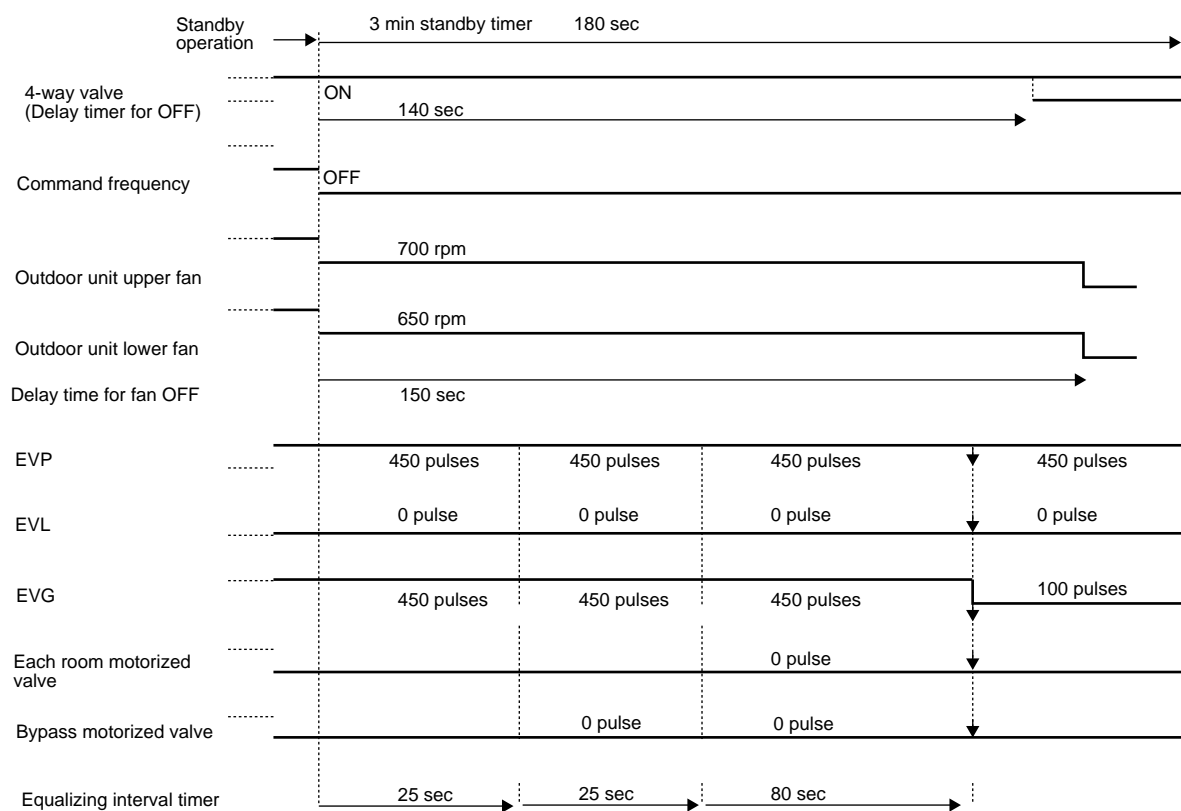 Standby
operation
3 min standby timer 180 sec
4-way valve
(Delay timer for OFF)
ON
140 sec
Command frequency
OFF
700 rpm
Outdoor unit upper fan
650 rpm
Outdoor unit lower fan
Delay time for fan OFF
150 sec
EVP
450 pulses 450 pulses 450 pulses 450 pulses
EVL
0 pulse 0 pulse 0 pulse 0 pulse
EVG
450 pulses 450 pulses 450 pulses 100 pulses
Each room motorized
valve
0 pulse
Bypass motorized valve
0 pulse 0 pulse
Equalizing interval timer
25 sec 25 sec 80 sec